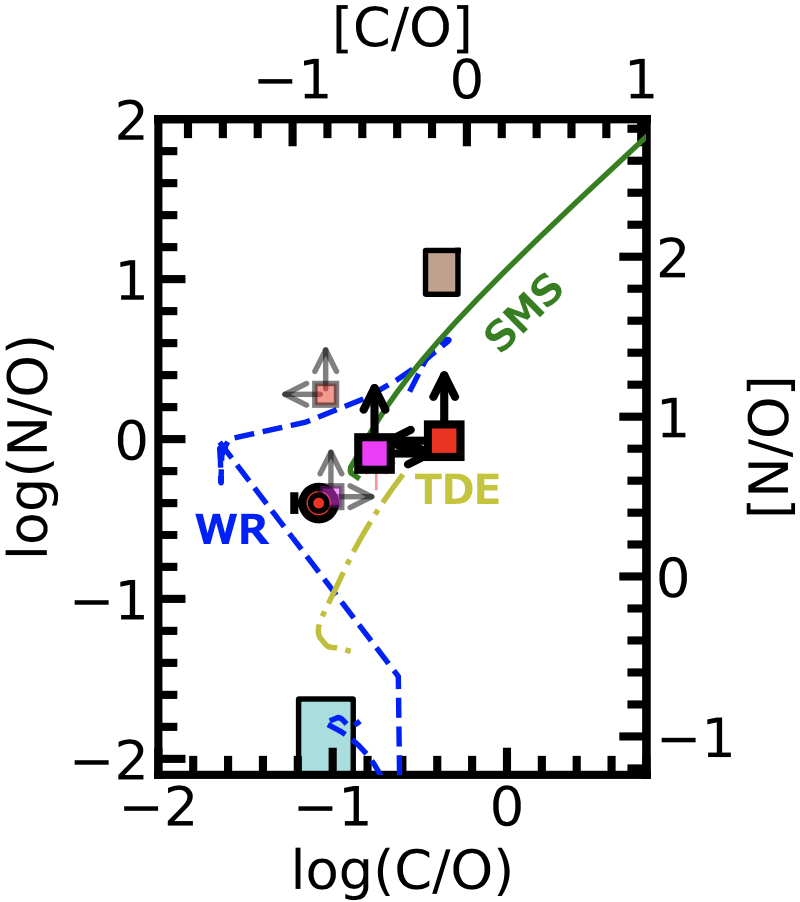 [C/O]
−1 0 1
2
1
0
−1
−2
log(N/O)
2
1
0
−1
[N/O]
SMS
TDE
WR
−2 −1 0
log(C/O)